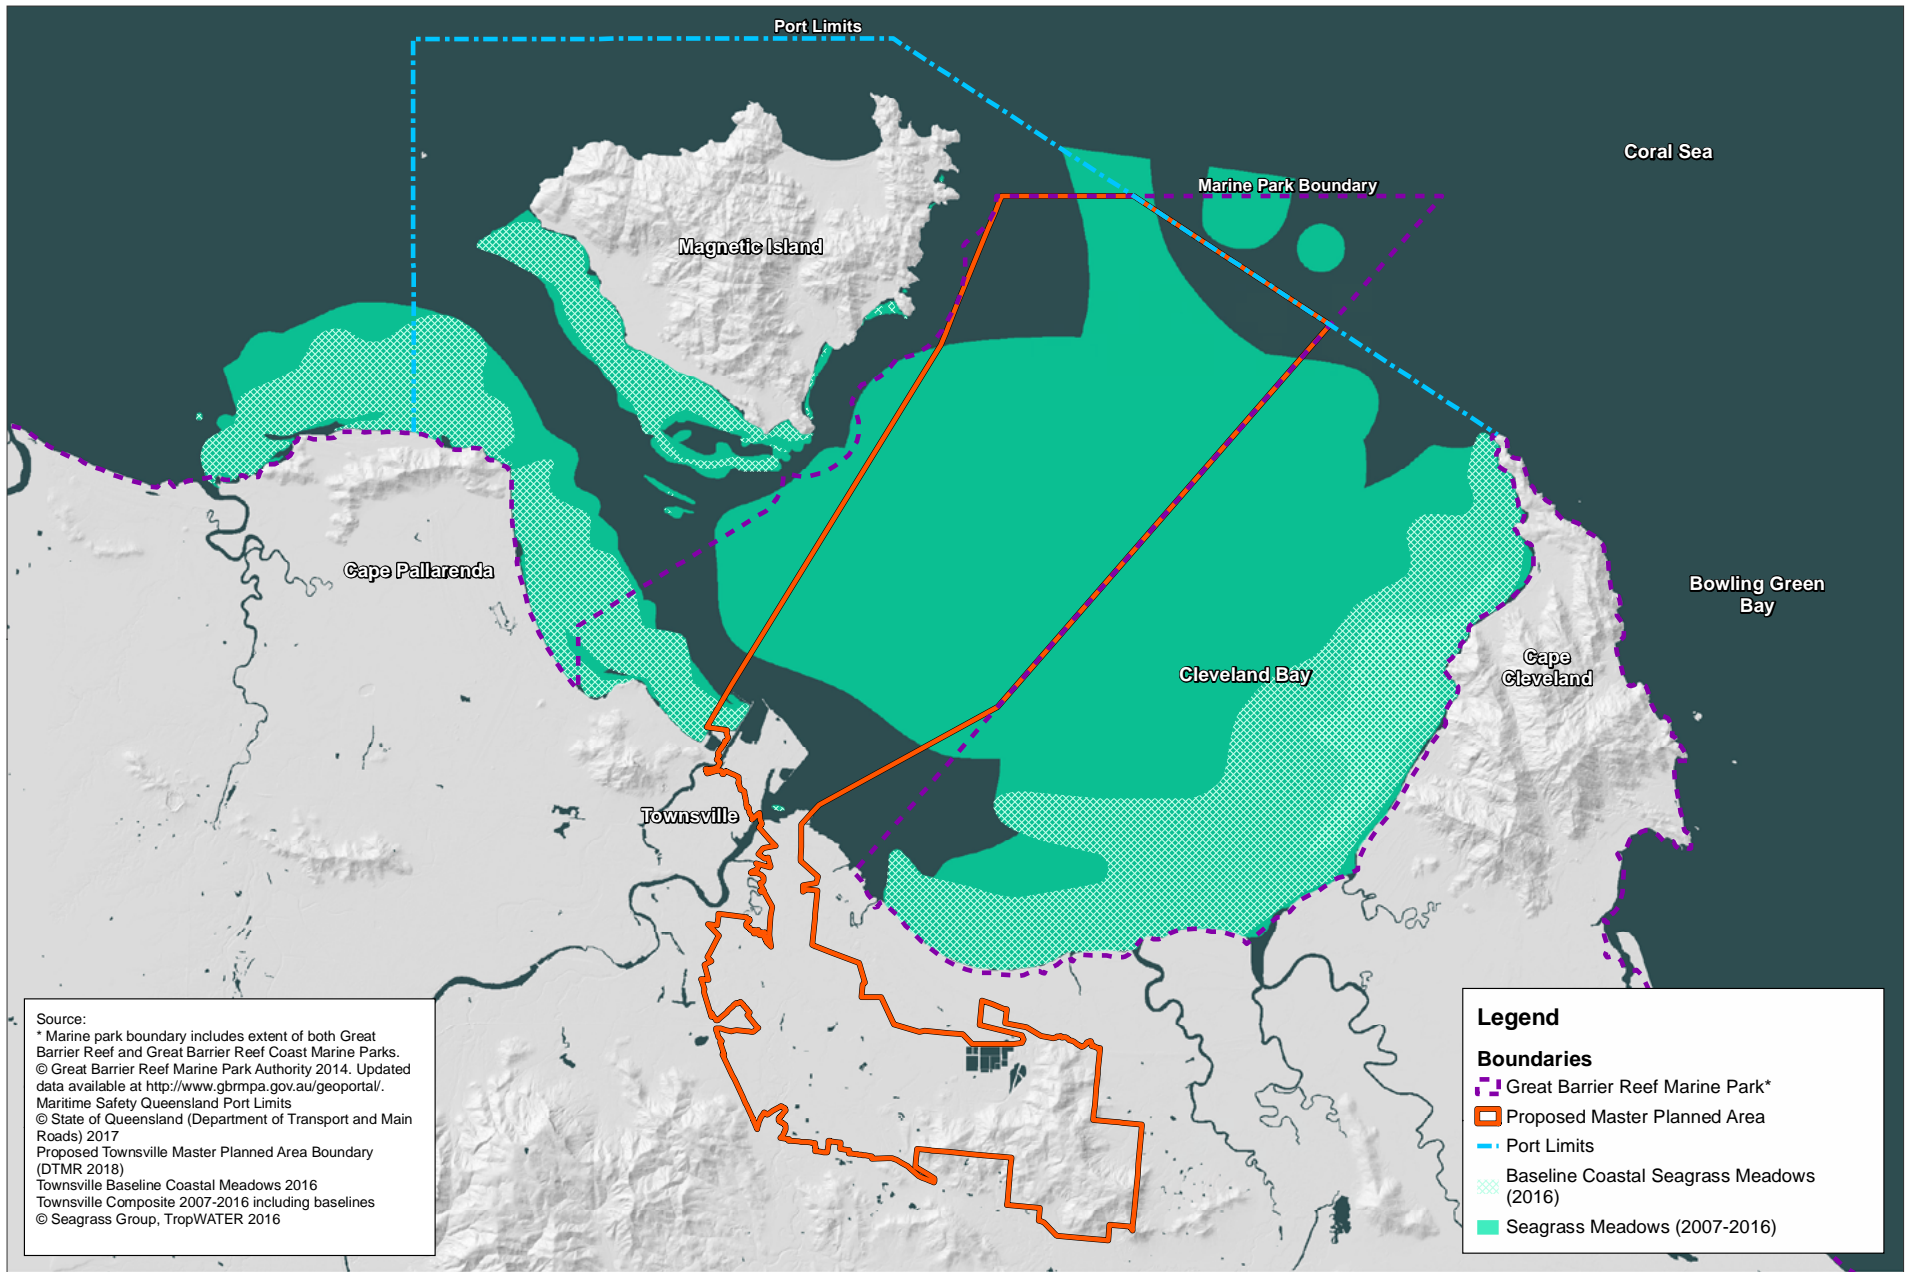 Port Limits
Coral Sea
Marine Park Boundary
Magnetic Island
Cape Pallarenda
Bowling Green
Bay
Cape
Cleveland
Cleveland Bay
Townsville
Source:
* Marine park boundary includes extent of both Great
Barrier Reef and Great Barrier Reef Coast Marine Parks.
© Great Barrier Reef Marine Park Authority 2014. Updated
data available at http://www.gbrmpa.gov.au/geoportal/.
Maritime Safety Queensland Port Limits
© State of Queensland (Department of Transport and Main
Roads) 2017
Proposed Townsville Master Planned Area Boundary
(DTMR 2018)
Townsville Baseline Coastal Meadows 2016
Townsville Composite 2007-2016 including baselines
© Seagrass Group, TropWATER 2016
Legend
Boundaries
Great Barrier Reef Marine Park*
Proposed Master Planned Area
Port Limits
Baseline Coastal Seagrass Meadows
(2016)
Seagrass Meadows (2007-2016)